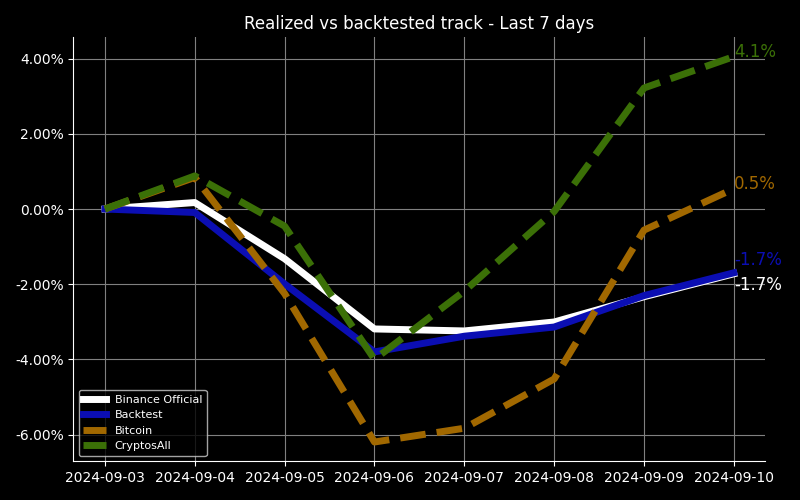 Realized vs backtested track - Last 7 days
4.00%
2.00%
0.00%
-2.00%
-4.00%
-6.00%
4.1%
0.5%
-1.7%
-1.7%
Binance Official
Backtest
Bitcoin
CryptosAll
2024-09-03 2024-09-04 2024-09-05 2024-09-06 2024-09-07 2024-09-08 2024-09-09 2024-09-10